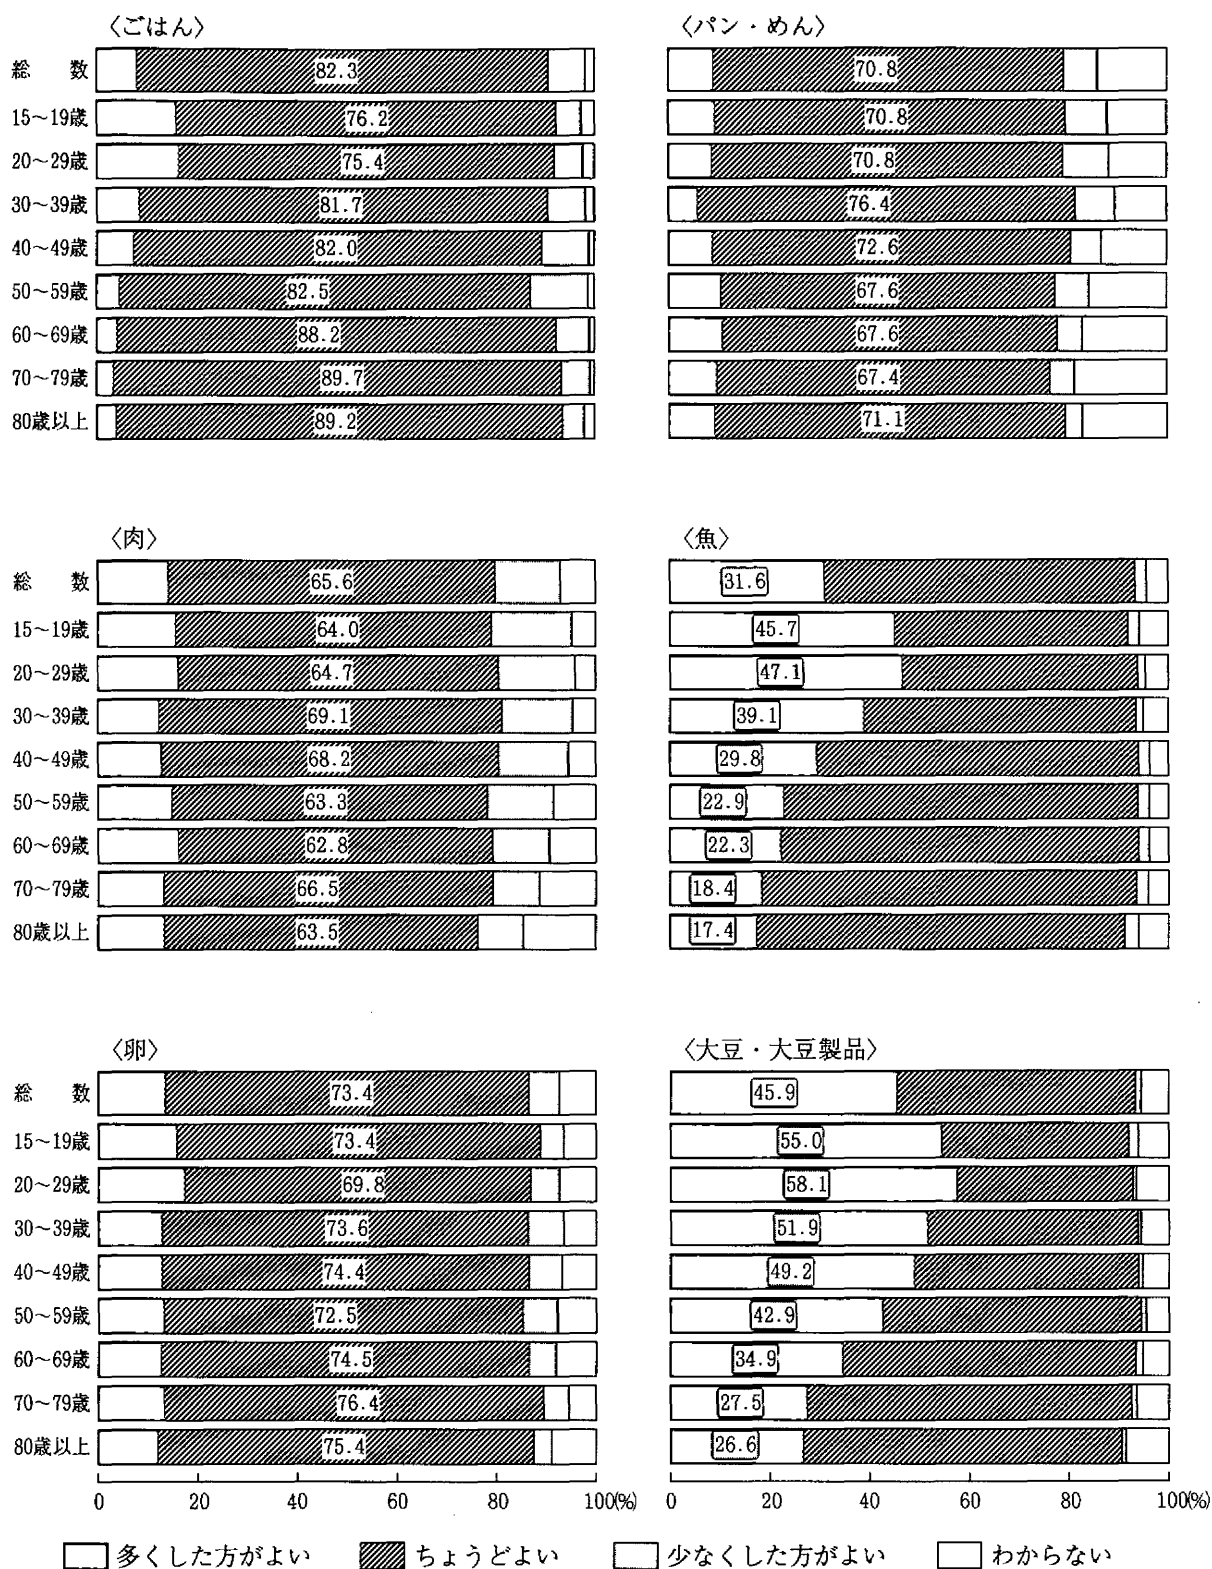 〈ごはん〉 〈パン・めん〉
総 数 82.3 70.8
15～19歳 76.2 70.8
20～29歳 75.4 70.8
30～39歳 81.7 76.4
40～49歳 82.0 72.6
50～59歳 82.5 67.6
60～69歳 88.2 67.6
70～79歳 89.7 67.4
80歳以上 89.2 71.1
〈肉〉 〈魚〉
総 数 65.6 31.6
15～19歳 64.0 45.7
20～29歳 64.7 47.1
30～39歳 69.1 39.1
40～49歳 68.2 29.8
50～59歳 63.3 22.9
60～69歳 62.8 22.3
70～79歳 66.5 18.4
80歳以上 63.5 17.4
〈卵〉 〈大豆・大豆製品〉
総 数 73.4 45.9
15～19歳 73.4 55.0
20～29歳 69.8 58.1
30～39歳 73.6 51.9
40～49歳 74.4 49.2
50～59歳 72.5 42.9
60～69歳 74.5 34.9
70～79歳 76.4 27.5
80歳以上 75.4 26.6
0 20 40 60 80 100(%) 0 20 40 60 80 100(%)
多くした方がよい ちょうどよい 少なくした方がよい わからない